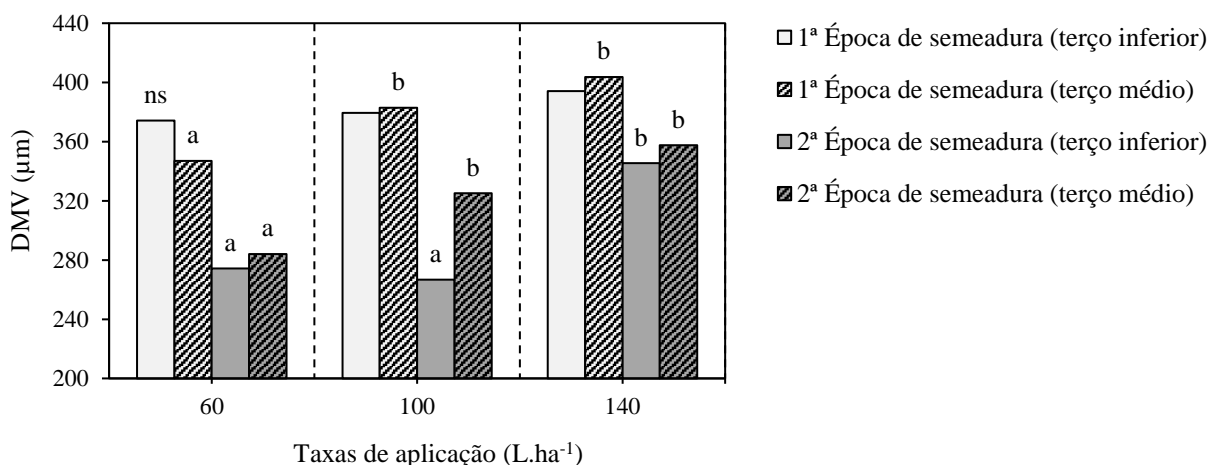 440
400
360
320
280
240
200
DMV (µm)
ns
a
a
a
b
a
b
b
b
b
60
100
140
Taxas de aplicação (L.ha⁻¹)
1ª Época de semeadura (terço inferior)
1ª Época de semeadura (terço médio)
2ª Época de semeadura (terço inferior)
2ª Época de semeadura (terço médio)